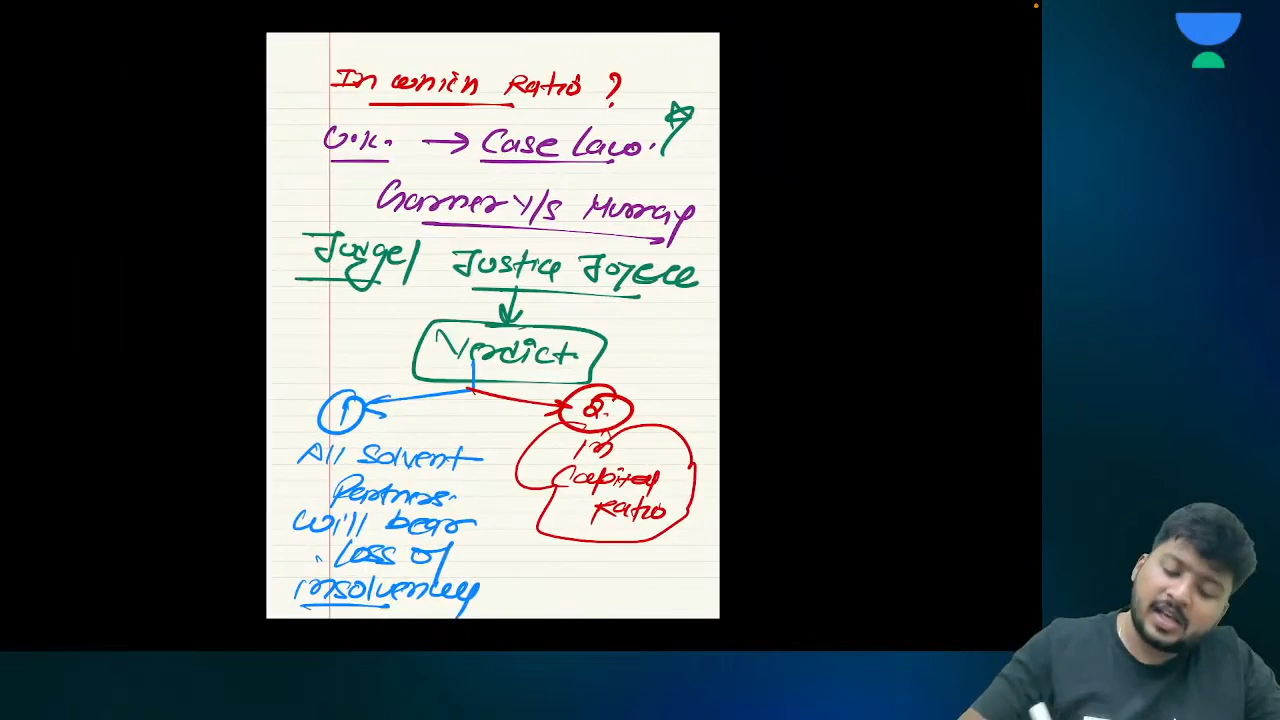 In which Ratio ?
U.K. → Case Law.
Garner V/s Murray
Judge / Justice Joyece
Verdict
1
All solvent
Partners.
will bear
Loss of
insolvency
2.
in
Capital
Ratio